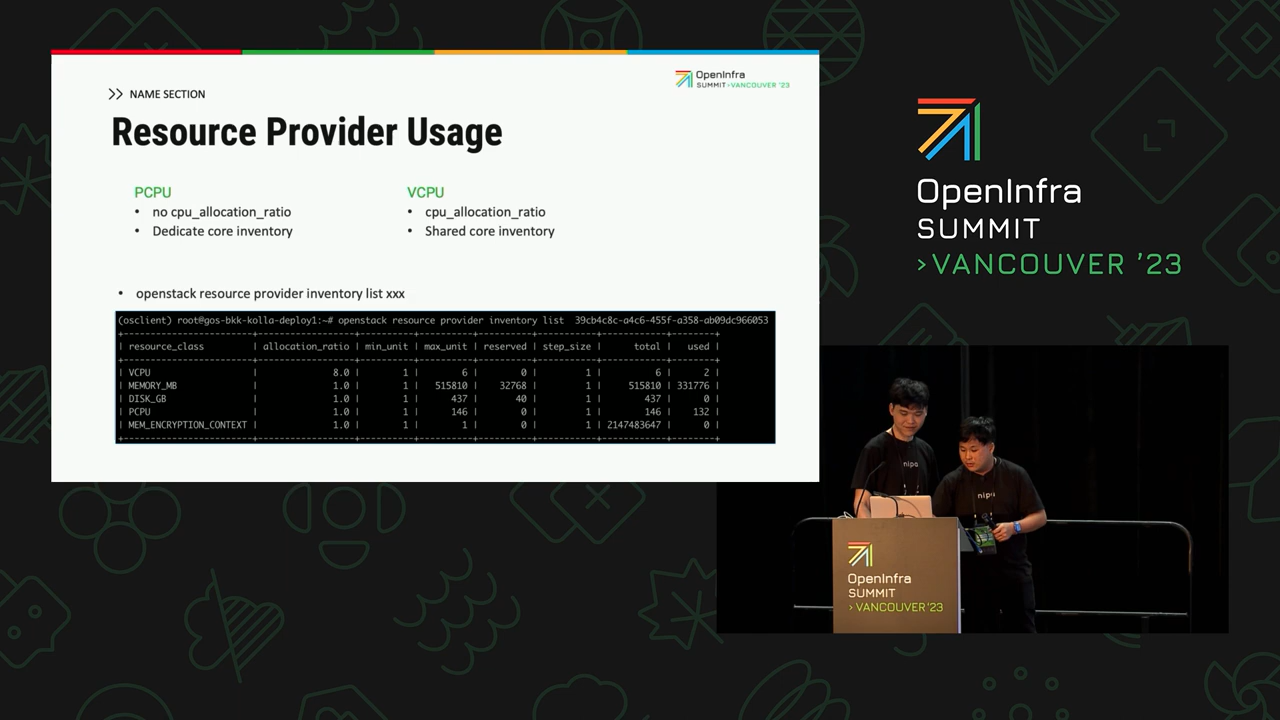 OpenInfra
SUMMIT›VANCOUVER '23
NAME SECTION
Resource Provider Usage
PCPU
• no cpu_allocation_ratio
• Dedicate core inventory
VCPU
• cpu_allocation_ratio
• Shared core inventory
• openstack resource provider inventory list xxx
(osclient) root@gos-bkk-kolla-deploy1:~# openstack resource provider inventory list 39cb4c8c-a4c6-455f-a358-ab09dc966053
| resource_class | allocation_ratio | min_unit | max_unit | reserved | step_size | total | used |
| VCPU | 8.0 | 1 | 6 | 0 | 1 | 6 | 2 |
| MEMORY_MB | 1.0 | 1 | 515810 | 32768 | 1 | 515810 | 331776 |
| DISK_GB | 1.0 | 1 | 437 | 40 | 1 | 437 | 0 |
| PCPU | 1.0 | 1 | 146 | 0 | 1 | 146 | 132 |
| MEM_ENCRYPTION_CONTEXT | 1.0 | 1 | 1 | 0 | 1 | 2147483647 | 0 |
OpenInfra
SUMMIT
›VANCOUVER '23
nipa
nipa
OpenInfra
SUMMIT
›VANCOUVER '23